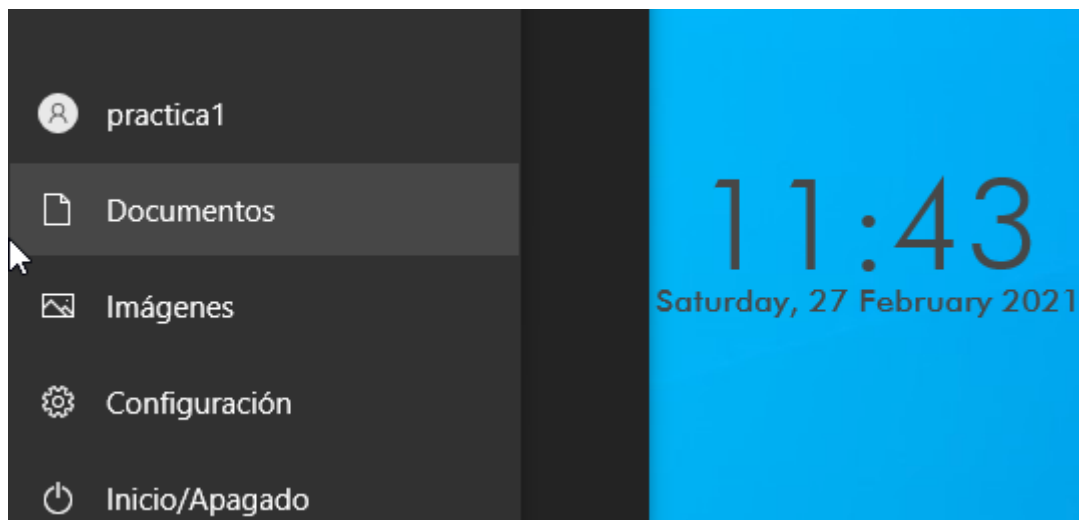 practica1
Documentos
Imágenes
Configuración
Inicio/Apagado
11:43
Saturday, 27 February 2021